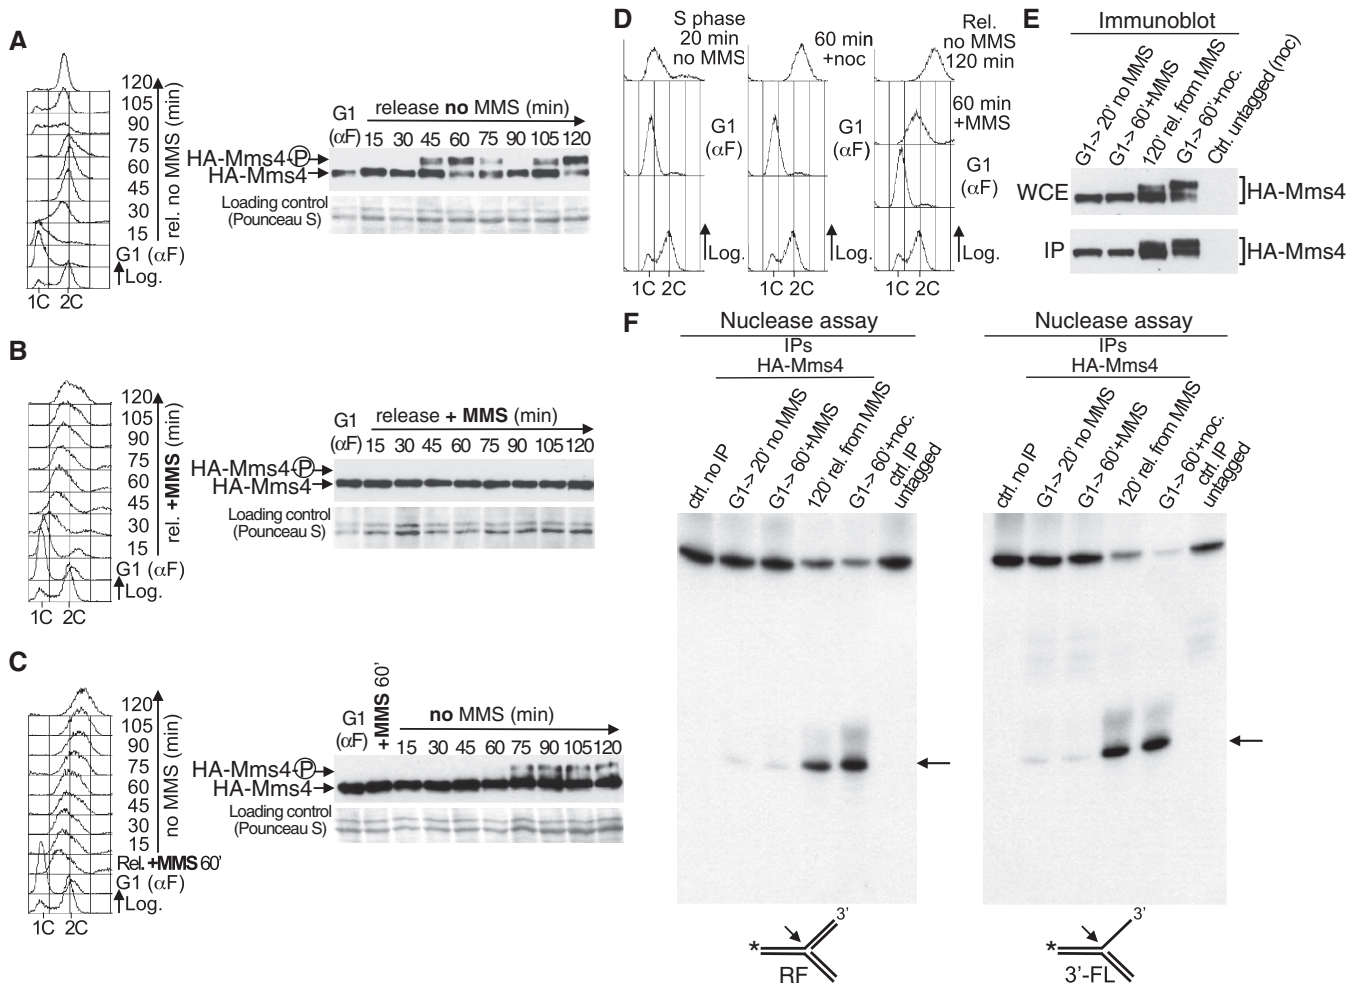 A
120
105
90
75
60
45
30
15
rel. no MMS (min)
G1 (αF)
Log.
1C 2C
G1 (αF)
release no MMS (min)
15 30 45 60 75 90 105 120
HA-Mms4-P
HA-Mms4
Loading control
(Pounceau S)
B
120
105
90
75
60
45
30
15
rel. +MMS (min)
G1 (αF)
Log.
1C 2C
G1 (αF)
release + MMS (min)
15 30 45 60 75 90 105 120
HA-Mms4-P
HA-Mms4
Loading control
(Pounceau S)
C
120
105
90
75
60
45
30
15
no MMS (min)
Rel. +MMS 60'
G1 (αF)
Log.
1C 2C
G1 (αF)
+MMS 60'
no MMS (min)
15 30 45 60 75 90 105 120
HA-Mms4-P
HA-Mms4
Loading control
(Pounceau S)
D
S phase
20 min
no MMS
G1
(αF)
Log.
1C 2C
60 min
+noc
G1
(αF)
Log.
1C 2C
Rel.
no MMS
120 min
60 min
+MMS
G1
(αF)
Log.
1C 2C
E
Immunoblot
G1-> 20' no MMS
G1-> 60'+MMS
120' rel. from MMS
G1-> 60'+noc.
Ctrl. untagged (noc)
WCE
HA-Mms4
IP
HA-Mms4
F
Nuclease assay
IPs
HA-Mms4
ctrl. no IP
G1-> 20' no MMS
G1-> 60'+MMS
120' rel. from MMS
G1-> 60'+noc.
ctrl. IP
untagged
*
3'
RF
Nuclease assay
IPs
HA-Mms4
ctrl. no IP
G1-> 20' no MMS
G1-> 60'+MMS
120' rel. from MMS
G1-> 60'+noc.
ctrl. IP
untagged
*
3'
3'-FL